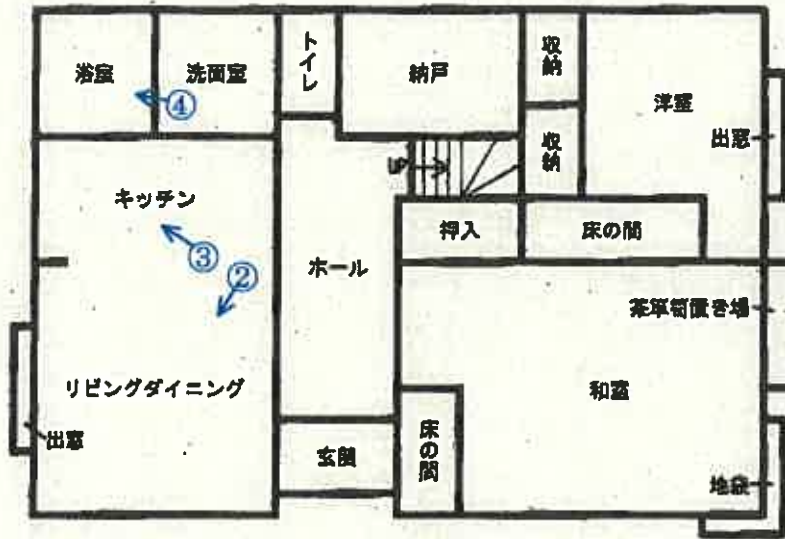 浴室
洗面室
トイレ
納戸
収納
洋室
出窓
④
収納
UP
キッチン
押入
床の間
③
②
ホール
茶箪笥置き場
リビングダイニング
和室
出窓
玄関
床の間
地袋